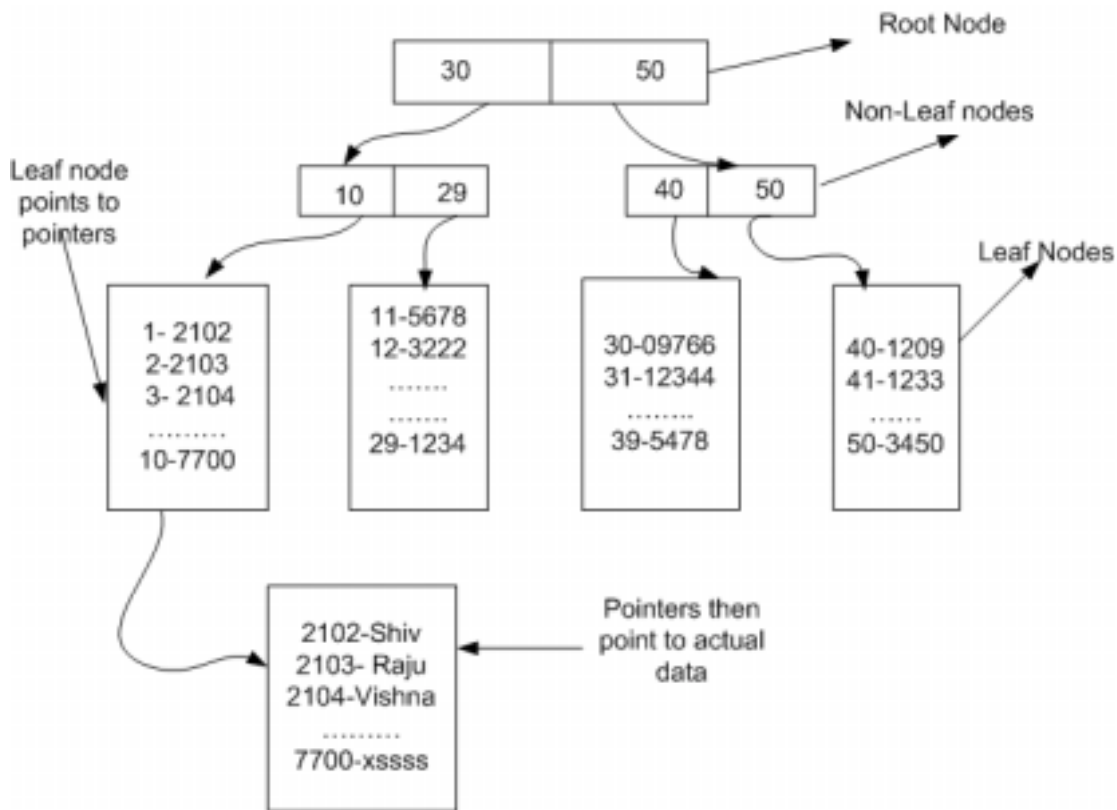 Root Node
30 50
Non-Leaf nodes
Leaf node
points to
pointers
10 29
40 50
Leaf Nodes
1- 2102
2-2103
3- 2104
.........
10-7700
11-5678
12-3222
.......
.......
29-1234
30-09766
31-12344
........
39-5478
40-1209
41-1233
......
50-3450
2102-Shiv
2103- Raju
2104-Vishna
.........
7700-xssss
Pointers then
point to actual
data